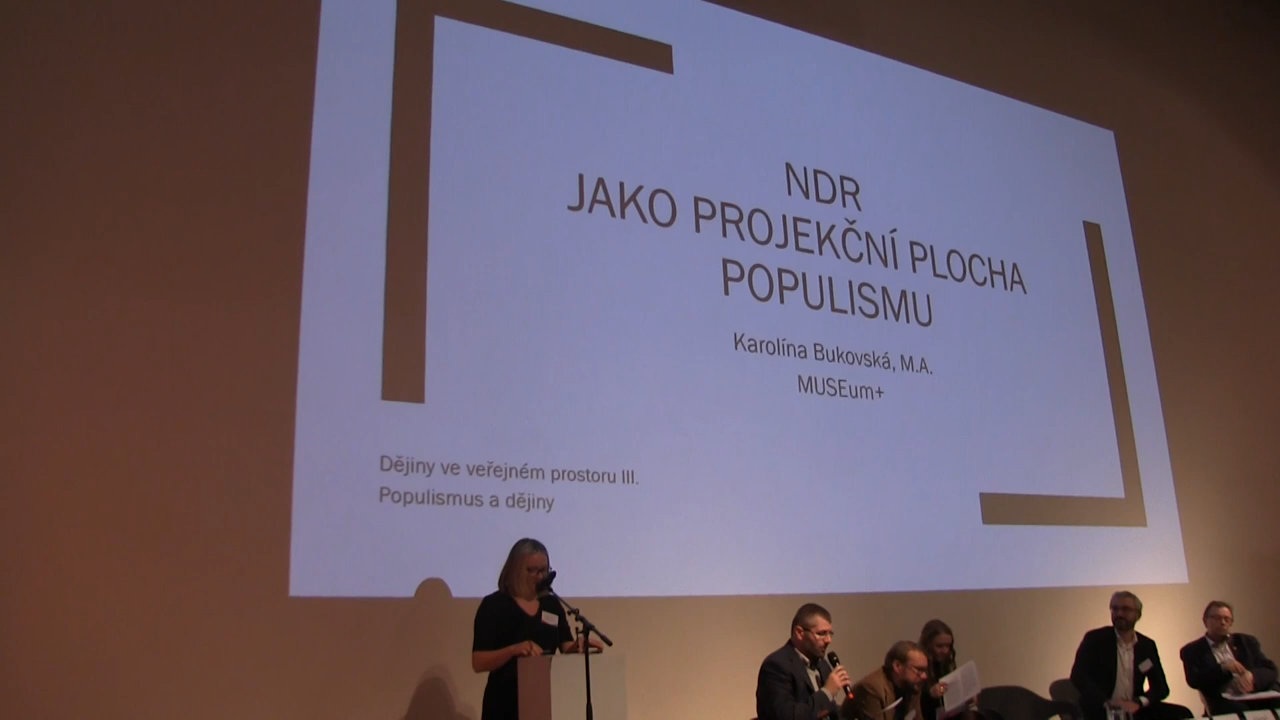 NDR
JAKO PROJEKČNÍ PLOCHA
POPULISMU
Karolína Bukovská, M.A.
MUSEum+
Dějiny ve veřejném prostoru III.
Populismus a dějiny